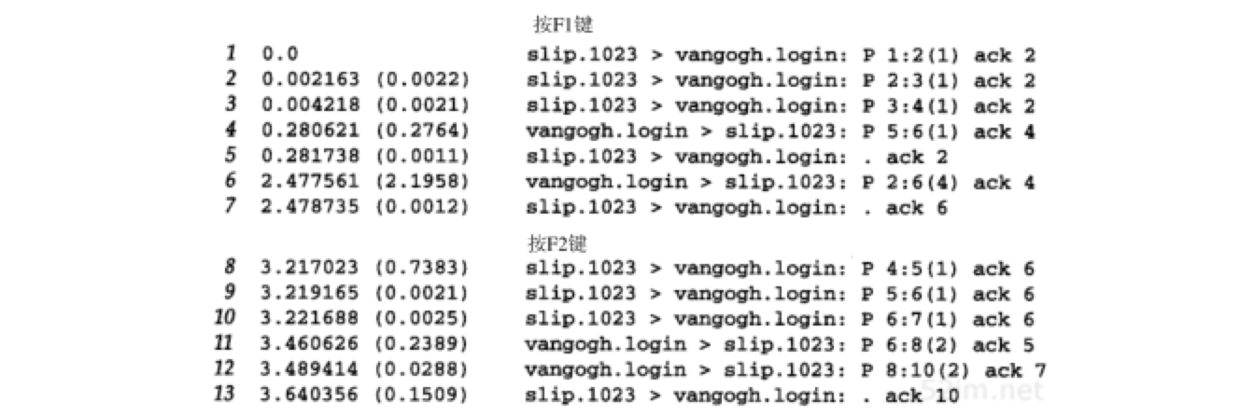 按F1键
1 0.0 slip.1023 > vangogh.login: P 1:2(1) ack 2
2 0.002163 (0.0022) slip.1023 > vangogh.login: P 2:3(1) ack 2
3 0.004218 (0.0021) slip.1023 > vangogh.login: P 3:4(1) ack 2
4 0.280621 (0.2764) vangogh.login > slip.1023: P 5:6(1) ack 4
5 0.281738 (0.0011) slip.1023 > vangogh.login: . ack 2
6 2.477561 (2.1958) vangogh.login > slip.1023: P 2:6(4) ack 4
7 2.478735 (0.0012) slip.1023 > vangogh.login: . ack 6
按F2键
8 3.217023 (0.7383) slip.1023 > vangogh.login: P 4:5(1) ack 6
9 3.219165 (0.0021) slip.1023 > vangogh.login: P 5:6(1) ack 6
10 3.221688 (0.0025) slip.1023 > vangogh.login: P 6:7(1) ack 6
11 3.460626 (0.2389) vangogh.login > slip.1023: P 6:8(2) ack 5
12 3.489414 (0.0288) vangogh.login > slip.1023: P 8:10(2) ack 7
13 3.640356 (0.1509) slip.1023 > vangogh.login: . ack 10